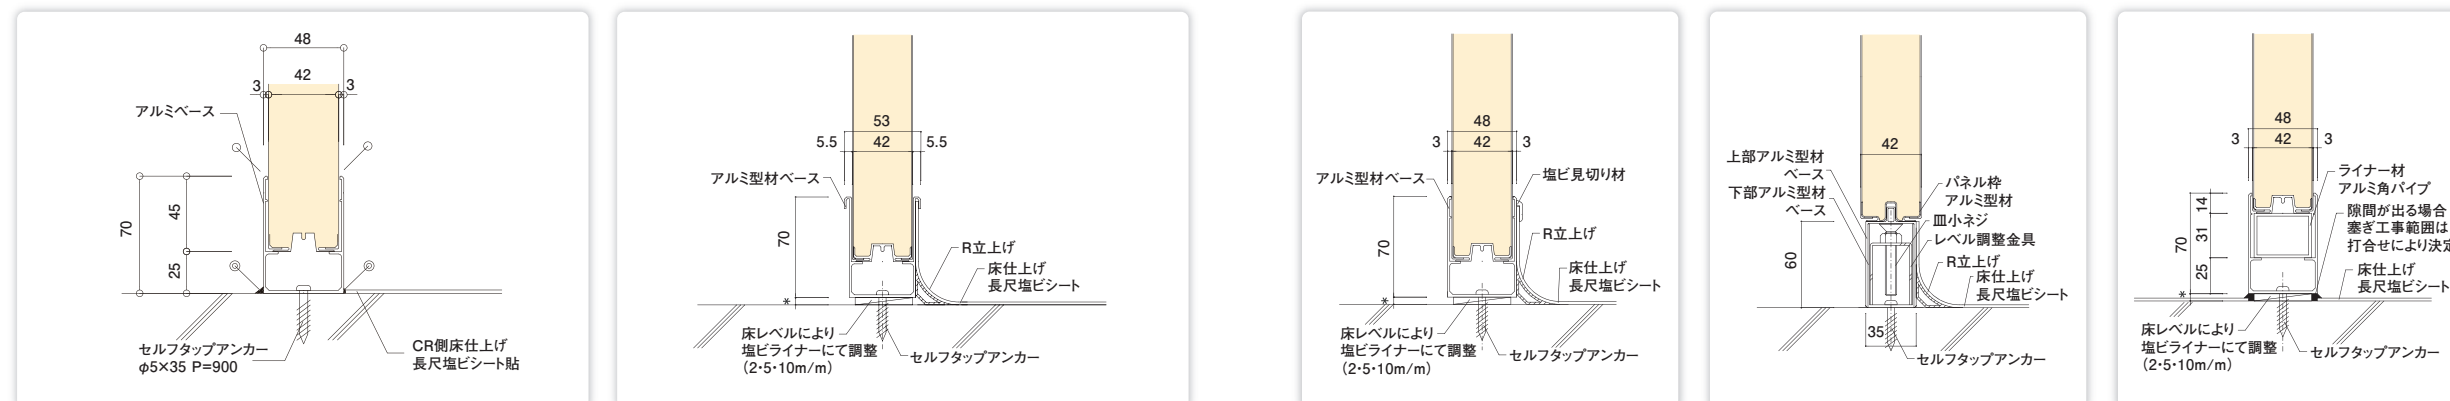 48
42
3
3
アルミベース
70
45
25
セルフタップアンカー
φ5×35 P=900
CR側床仕上げ
長尺塩ビシート貼
53
5.5
42
5.5
アルミ型材ベース
70
*
R立上げ
床仕上げ
長尺塩ビシート
床レベルにより
塩ビライナーにて調整
(2・5・10m/m)
セルフタップアンカー
48
3
42
3
アルミ型材ベース
塩ビ見切り材
70
*
R立上げ
床仕上げ
長尺塩ビシート
床レベルにより
塩ビライナーにて調整
(2・5・10m/m)
セルフタップアンカー
42
上部アルミ型材
ベース
下部アルミ型材
ベース
パネル枠
アルミ型材
皿小ネジ
レベル調整金具
R立上げ
床仕上げ
長尺塩ビシート
60
35
セルフタップアンカー
48
3
42
3
ライナー材
アルミ角パイプ
隙間が出る場合
塞ぎ工事範囲は
打合せにより決定
14
31
70
25
*
床仕上げ
長尺塩ビシート
床レベルにより
塩ビライナーにて調整
(2・5・10m/m)
セルフタップアンカー